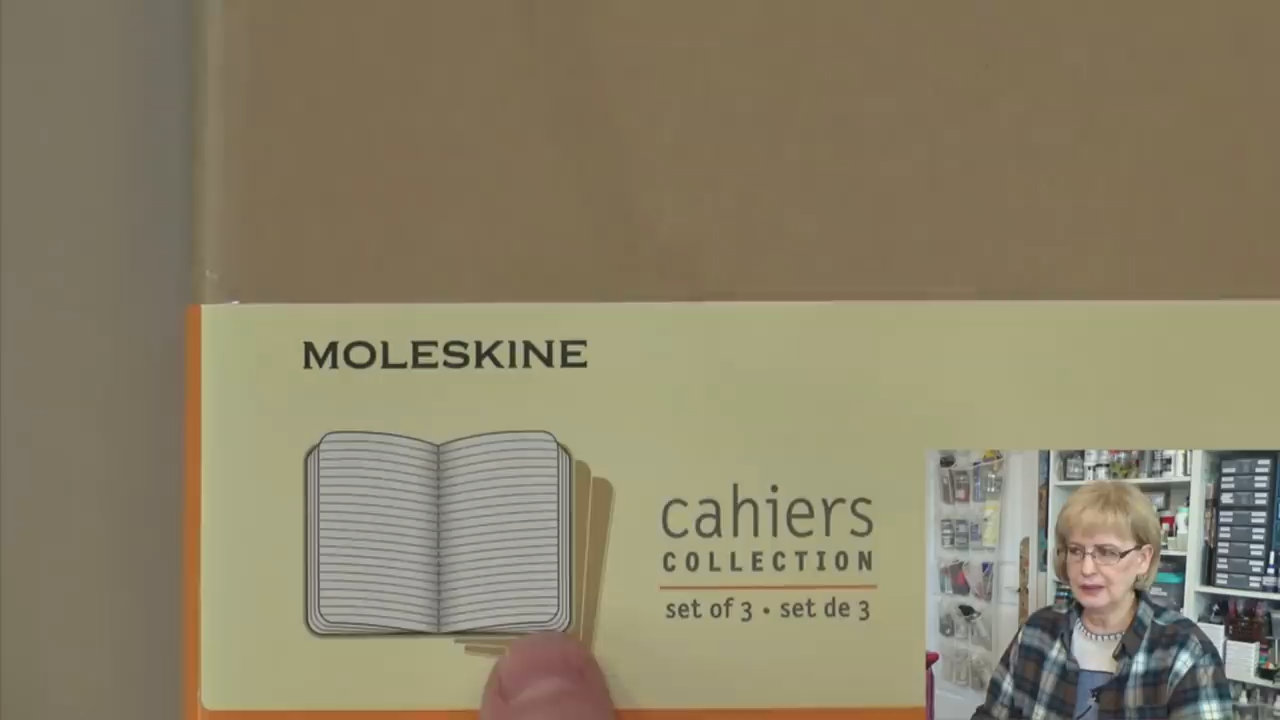 MOLESKINE
cahiers
COLLECTION
set of 3 • set de 3